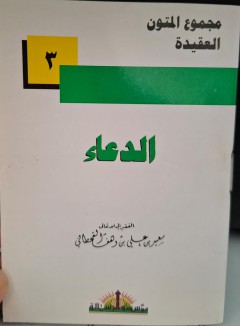 مجموع المتون
العقيدة
٣
الدعاء
الفقير إلى الله تعالى
سعيد بن علي بن وهف القحطاني